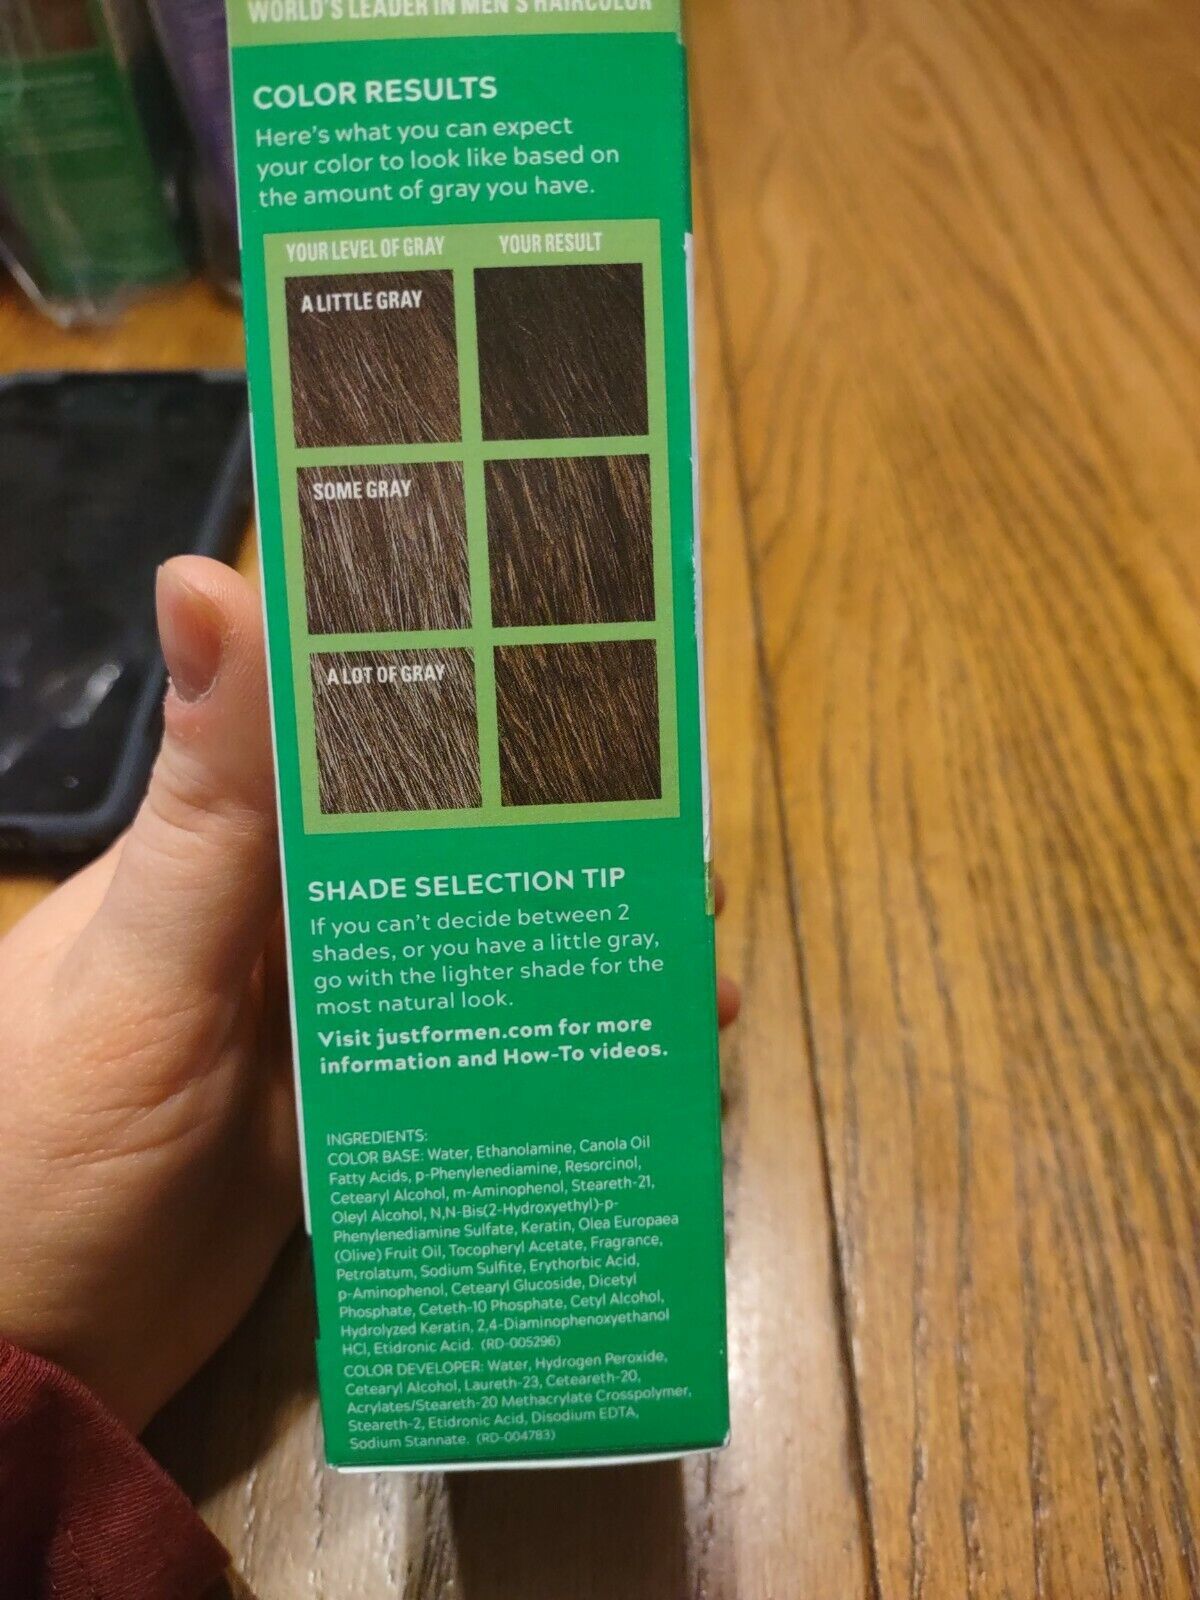 WORLD'S LEADER IN MEN'S HAIRCOLOR
COLOR RESULTS
Here's what you can expect
your color to look like based on
the amount of gray you have.
YOUR LEVEL OF GRAY YOUR RESULT
A LITTLE GRAY
SOME GRAY
A LOT OF GRAY
SHADE SELECTION TIP
If you can't decide between 2
shades, or you have a little gray,
go with the lighter shade for the
most natural look.
Visit justformen.com for more
information and How-To videos.
INGREDIENTS:
COLOR BASE: Water, Ethanolamine, Canola Oil
Fatty Acids, p-Phenylenediamine, Resorcinol,
Cetearyl Alcohol, m-Aminophenol, Steareth-21,
Oleyl Alcohol, N,N-Bis(2-Hydroxyethyl)-p-
Phenylenediamine Sulfate, Keratin, Olea Europaea
(Olive) Fruit Oil, Tocopheryl Acetate, Fragrance,
Petrolatum, Sodium Sulfite, Erythorbic Acid,
p-Aminophenol, Cetearyl Glucoside, Dicetyl
Phosphate, Ceteth-10 Phosphate, Cetyl Alcohol,
Hydrolyzed Keratin, 2,4-Diaminophenoxyethanol
HCl, Etidronic Acid. (RD-005296)
COLOR DEVELOPER: Water, Hydrogen Peroxide,
Cetearyl Alcohol, Laureth-23, Ceteareth-20,
Acrylates/Steareth-20 Methacrylate Crosspolymer,
Steareth-2, Etidronic Acid, Disodium EDTA,
Sodium Stannate. (RD-004783)